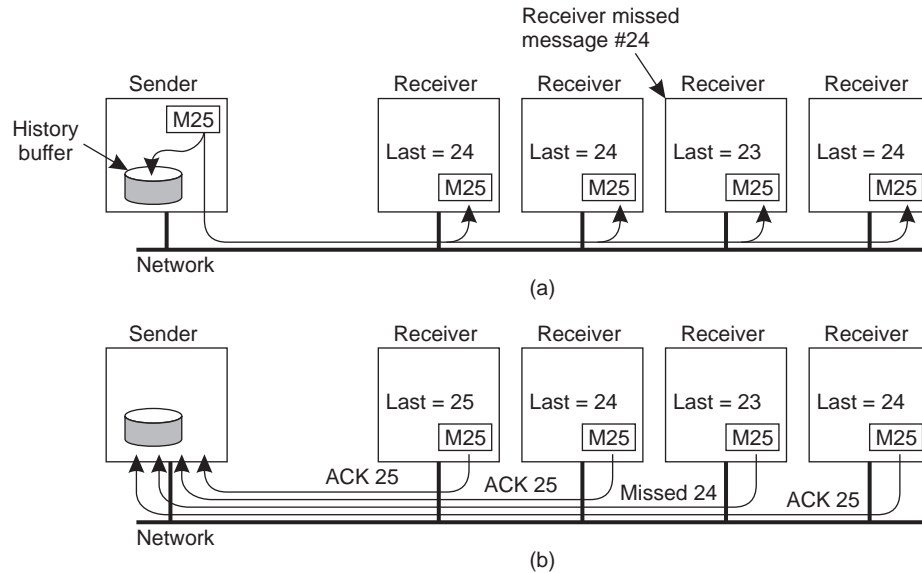 Receiver missed
message #24
Sender
Receiver
Receiver
Receiver
Receiver
M25
History
buffer
Last = 24
Last = 24
Last = 23
Last = 24
M25
M25
M25
M25
Network
(a)
Sender
Receiver
Receiver
Receiver
Receiver
Last = 25
Last = 24
Last = 23
Last = 24
M25
M25
M25
M25
ACK 25
ACK 25
Missed 24
ACK 25
Network
(b)